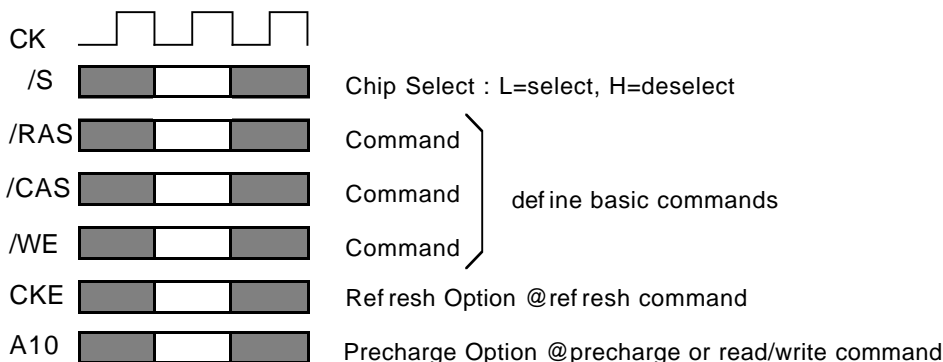 CK
/S Chip Select : L=select, H=deselect
/RAS Command
/CAS Command define basic commands
/WE Command
CKE Refresh Option @refresh command
A10 Precharge Option @precharge or read/write command